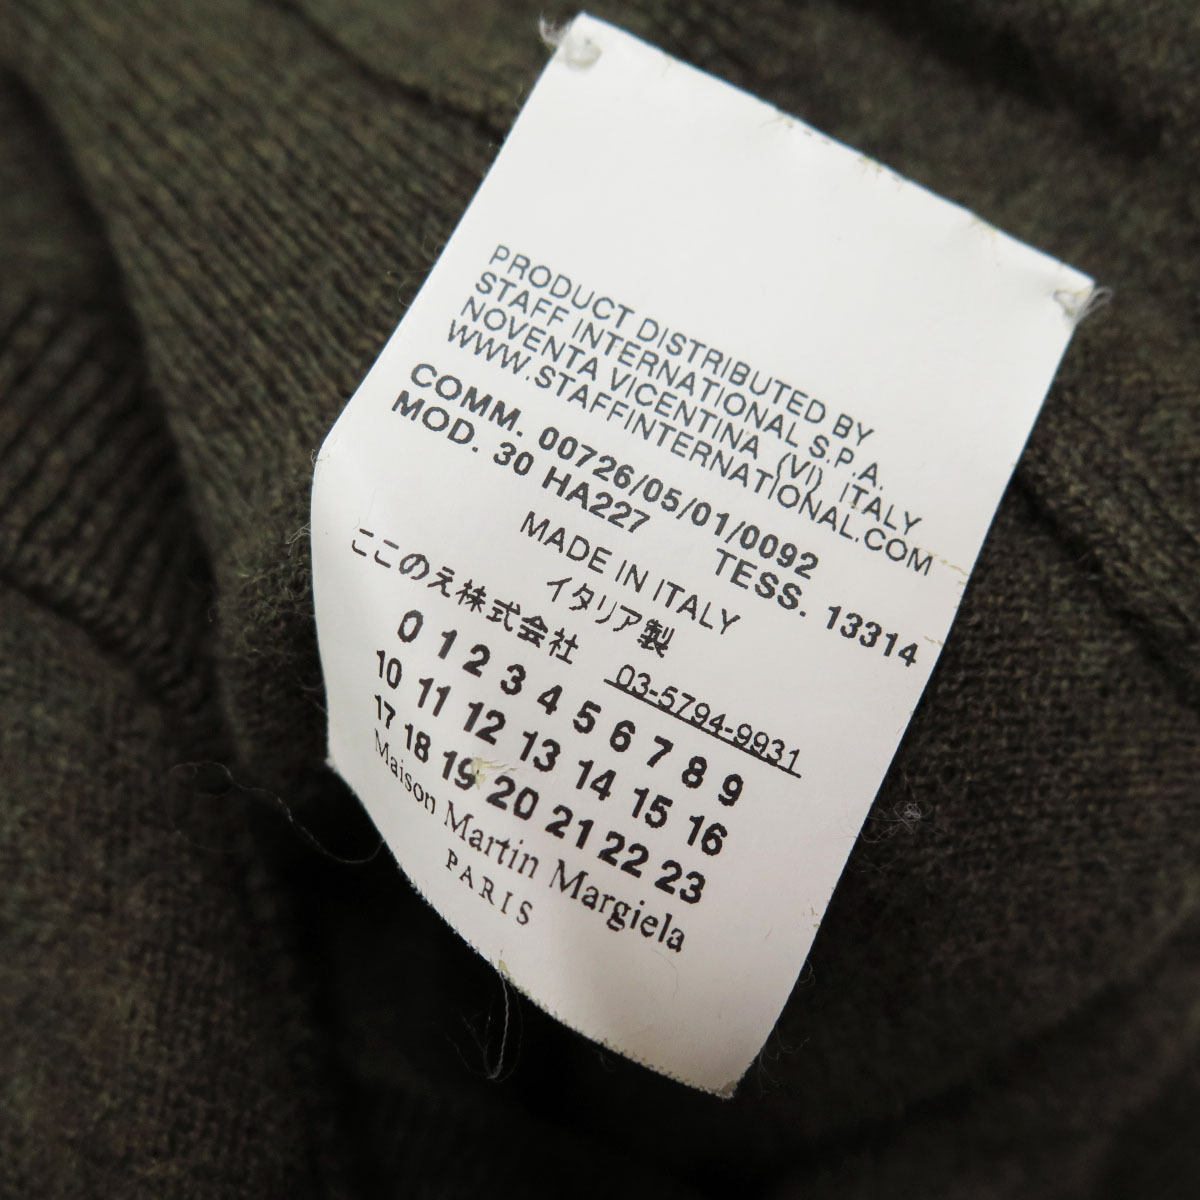 PRODUCT DISTRIBUTED BY
STAFF INTERNATIONAL S.P.A.
NOVENTA VICENTINA (VI) ITALY
WWW.STAFFINTERNATIONAL.COM
COMM. 00726/05/01/0092
MOD. 30 HA227 TESS. 13314
MADE IN ITALY
イタリア製
ここのえ株式会社 03-5794-9931
0 1 2 3 4 5 6 7 8 9
10 11 12 13 14 15 16
17 18 19 20 21 22 23
Maison Martin Margiela
PARIS